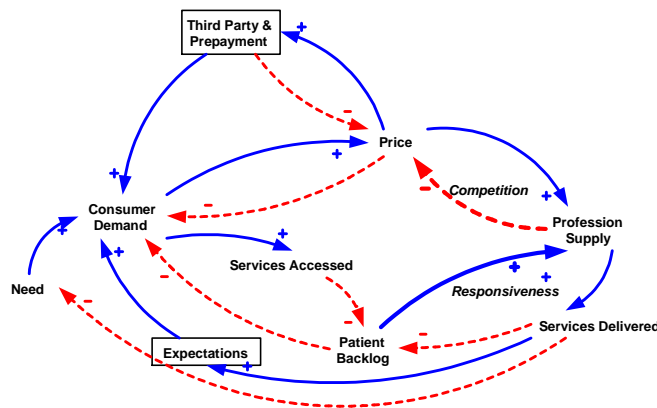 Third Party &
Prepayment
+
-
Price
+
+
-
Competition
+
-
+
Consumer
Demand
+
Profession
Supply
+
+
Services Accessed
+
+
Need
-
-
Responsiveness
-
-
Services Delivered
Patient
Backlog
Expectations
+